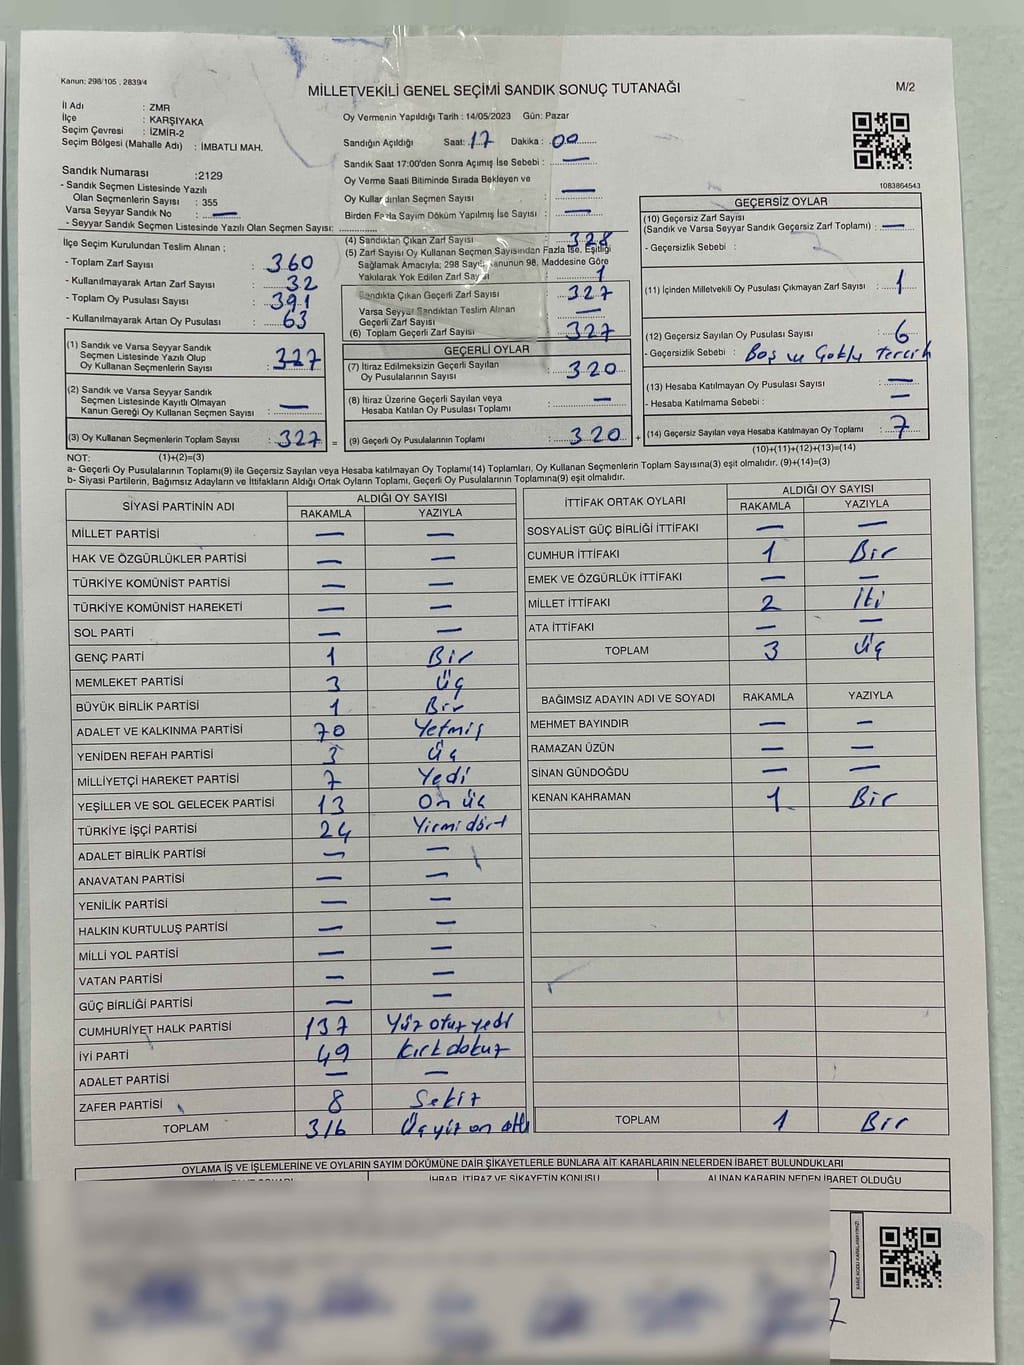 Kanun: 298/105 , 2839/4
MİLLETVEKİLİ GENEL SEÇİMİ SANDIK SONUÇ TUTANAĞI
M/2
İl Adı : ZMR
İlçe : KARŞIYAKA
Seçim Çevresi : İZMİR-2
Seçim Bölgesi (Mahalle Adı) : İMBATLI MAH.
Oy Vermenin Yapıldığı Tarih : 14/05/2023 Gün: Pazar
Sandığın Açıldığı Saat: 17 Dakika : 00
Sandık Saat 17:00'den Sonra Açımış İse Sebebi : —
Oy Verme Saati Bitiminde Sırada Bekleyen ve
Oy Kullandırılan Seçmen Sayısı : —
Birden Fazla Sayım Döküm Yapılmış İse Sayısı : —
Sandık Numarası :2129
- Sandık Seçmen Listesinde Yazılı
Olan Seçmenlerin Sayısı : 355
Varsa Seyyar Sandık No : —
- Seyyar Sandık Seçmen Listesinde Yazılı Olan Seçmen Sayısı:
1083864543
İlçe Seçim Kurulundan Teslim Alınan ;
- Toplam Zarf Sayısı : 360
- Kullanılmayarak Artan Zarf Sayısı : 32
- Toplam Oy Pusulası Sayısı : 391
- Kullanılmayarak Artan Oy Pusulası : 63
(4) Sandıktan Çıkan Zarf Sayısı : 328
(5) Zarf Sayısı Oy Kullanan Seçmen Sayısından Fazla İse, Eşitliği
Sağlamak Amacıyla; 298 Sayılı Kanunun 98. Maddesine Göre
Yakılarak Yok Edilen Zarf Sayısı : 1
Sandıkta Çıkan Geçerli Zarf Sayısı : 327
Varsa Seyyar Sandıktan Teslim Alınan
Geçerli Zarf Sayısı : —
(6) Toplam Geçerli Zarf Sayısı : 327
GEÇERSİZ OYLAR
(10) Geçersiz Zarf Sayısı
(Sandık ve Varsa Seyyar Sandık Geçersiz Zarf Toplamı) : —
- Geçersizlik Sebebi :
(11) İçinden Milletvekili Oy Pusulası Çıkmayan Zarf Sayısı : 1
(12) Geçersiz Sayılan Oy Pusulası Sayısı : 6
- Geçersizlik Sebebi : Boş ve Çoklu Tercih
(13) Hesaba Katılmayan Oy Pusulası Sayısı : —
- Hesaba Katılmama Sebebi : —
(14) Geçersiz Sayılan veya Hesaba Katılmayan Oy Toplamı : 7
(10)+(11)+(12)+(13)=(14)
(1) Sandık ve Varsa Seyyar Sandık
Seçmen Listesinde Yazılı Olup
Oy Kullanan Seçmenlerin Sayısı : 327
(2) Sandık ve Varsa Seyyar Sandık
Seçmen Listesinde Kayıtlı Olmayan
Kanun Gereği Oy Kullanan Seçmen Sayısı : —
(3) Oy Kullanan Seçmenlerin Toplam Sayısı : 327 =
GEÇERLİ OYLAR
(7) İtiraz Edilmeksizin Geçerli Sayılan
Oy Pusulalarının Sayısı : 320
(8) İtiraz Üzerine Geçerli Sayılan veya
Hesaba Katılan Oy Pusulası Toplamı : —
(9) Geçerli Oy Pusulalarının Toplamı : 320 +
NOT: (1)+(2)=(3)
a- Geçerli Oy Pusulalarının Toplamı(9) ile Geçersiz Sayılan veya Hesaba Katılmayan Oy Toplamı(14) Toplamları, Oy Kullanan Seçmenlerin Toplam Sayısına(3) eşit olmalıdır. (9)+(14)=(3)
b- Siyasi Partilerin, Bağımsız Adayların ve İttifakların Aldığı Ortak Oyların Toplamı, Geçerli Oy Pusulalarının Toplamına(9) eşit olmalıdır.
SİYASİ PARTİNİN ADI ALDIĞI OY SAYISI
RAKAMLA YAZIYLA
MİLLET PARTİSİ — —
HAK VE ÖZGÜRLÜKLER PARTİSİ — —
TÜRKİYE KOMÜNİST PARTİSİ — —
TÜRKİYE KOMÜNİST HAREKETİ — —
SOL PARTİ — —
GENÇ PARTİ 1 Bir
MEMLEKET PARTİSİ 3 Üç
BÜYÜK BİRLİK PARTİSİ 1 Bir
ADALET VE KALKINMA PARTİSİ 70 Yetmiş
YENİDEN REFAH PARTİSİ 3 Üç
MİLLİYETÇİ HAREKET PARTİSİ 7 Yedi
YEŞİLLER VE SOL GELECEK PARTİSİ 13 On üç
TÜRKİYE İŞÇİ PARTİSİ 24 Yirmi dört
ADALET BİRLİK PARTİSİ — —
ANAVATAN PARTİSİ — —
YENİLİK PARTİSİ — —
HALKIN KURTULUŞ PARTİSİ — —
MİLLİ YOL PARTİSİ — —
VATAN PARTİSİ — —
GÜÇ BİRLİĞİ PARTİSİ — —
CUMHURİYET HALK PARTİSİ 137 Yüz otuz yedi
İYİ PARTİ 49 Kırk dokuz
ADALET PARTİSİ — —
ZAFER PARTİSİ 8 Sekiz
TOPLAM 316 Üçyüz on altı
İTTİFAK ORTAK OYLARI ALDIĞI OY SAYISI
RAKAMLA YAZIYLA
SOSYALİST GÜÇ BİRLİĞİ İTTİFAKI — —
CUMHUR İTTİFAKI 1 Bir
EMEK VE ÖZGÜRLÜK İTTİFAKI — —
MİLLET İTTİFAKI 2 İki
ATA İTTİFAKI — —
TOPLAM 3 Üç
BAĞIMSIZ ADAYIN ADI VE SOYADI RAKAMLA YAZIYLA
MEHMET BAYINDIR — —
RAMAZAN ÜZÜN — —
SİNAN GÜNDOĞDU — —
KENAN KAHRAMAN 1 Bir
TOPLAM 1 Bir
OYLAMA İŞ VE İŞLEMLERİNE VE OYLARIN SAYIM DÖKÜMÜNE DAİR ŞİKAYETLERLE BUNLARA AİT KARARLARIN NELERDEN İBARET BULUNDUKLARI
İHBAR, İTİRAZ VE ŞİKAYETİN KONUSU ALINAN KARARIN NEDEN İBARET OLDUĞU